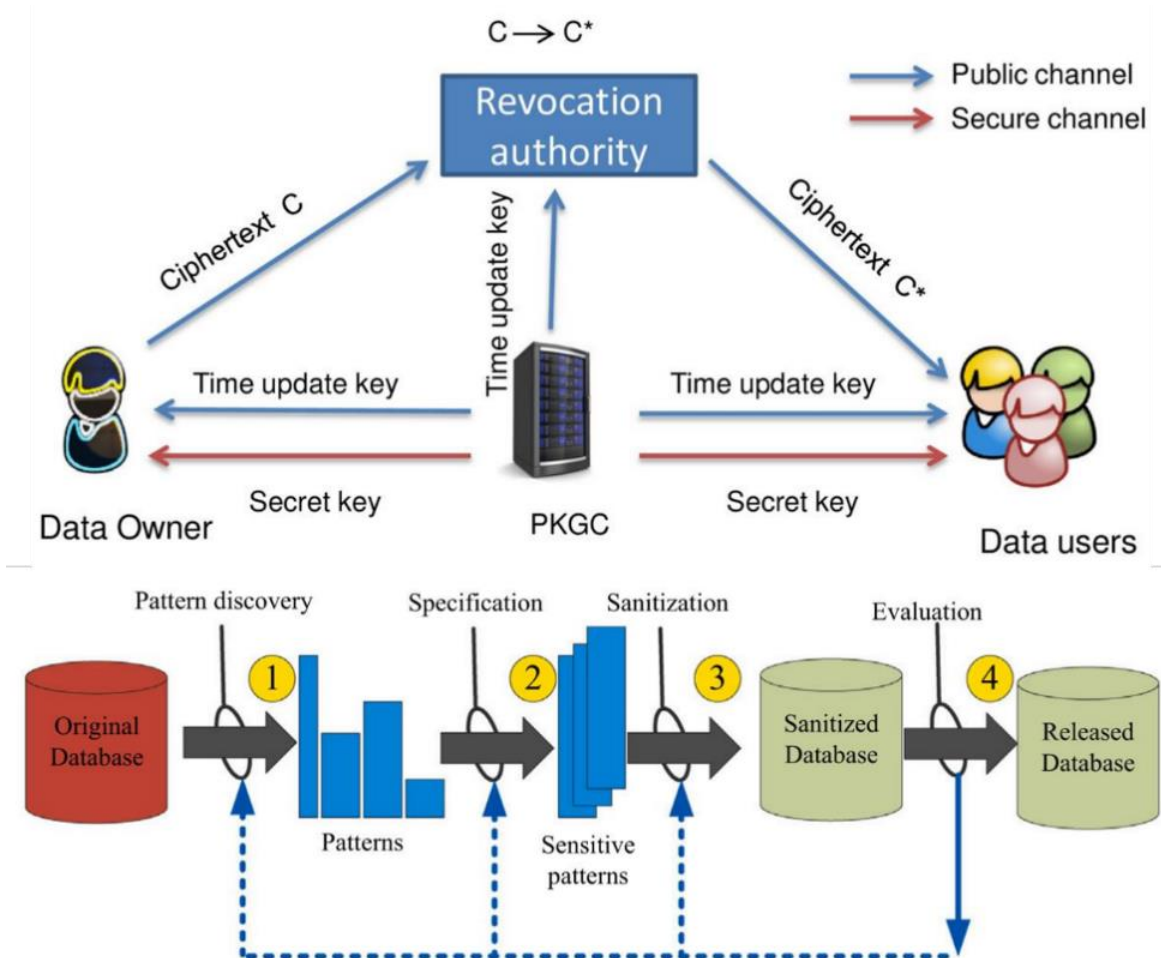 C → C*
Revocation
authority
Public channel
Secure channel
Ciphertext C
Time update key
Ciphertext C*
Time update key
Time update key
Secret key
Secret key
Data Owner
PKGC
Data users
Pattern discovery
Specification
Sanitization
Evaluation
1
2
3
4
Original
Database
Sanitized
Database
Released
Database
Patterns
Sensitive
patterns